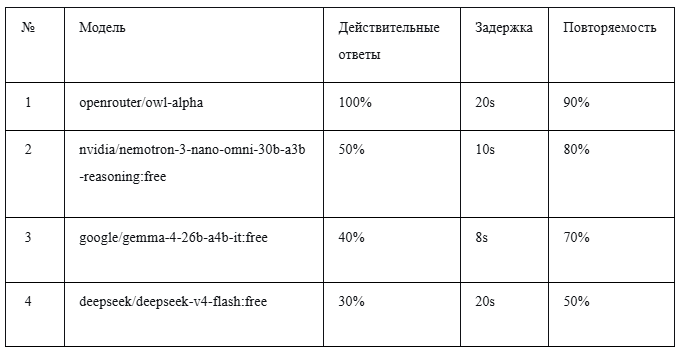 № Модель Действительные ответы Задержка Повторяемость
1 openrouter/owl-alpha 100% 20s 90%
2 nvidia/nemotron-3-nano-omni-30b-a3b
-reasoning:free 50% 10s 80%
3 google/gemma-4-26b-a4b-it:free 40% 8s 70%
4 deepseek/deepseek-v4-flash:free 30% 20s 50%